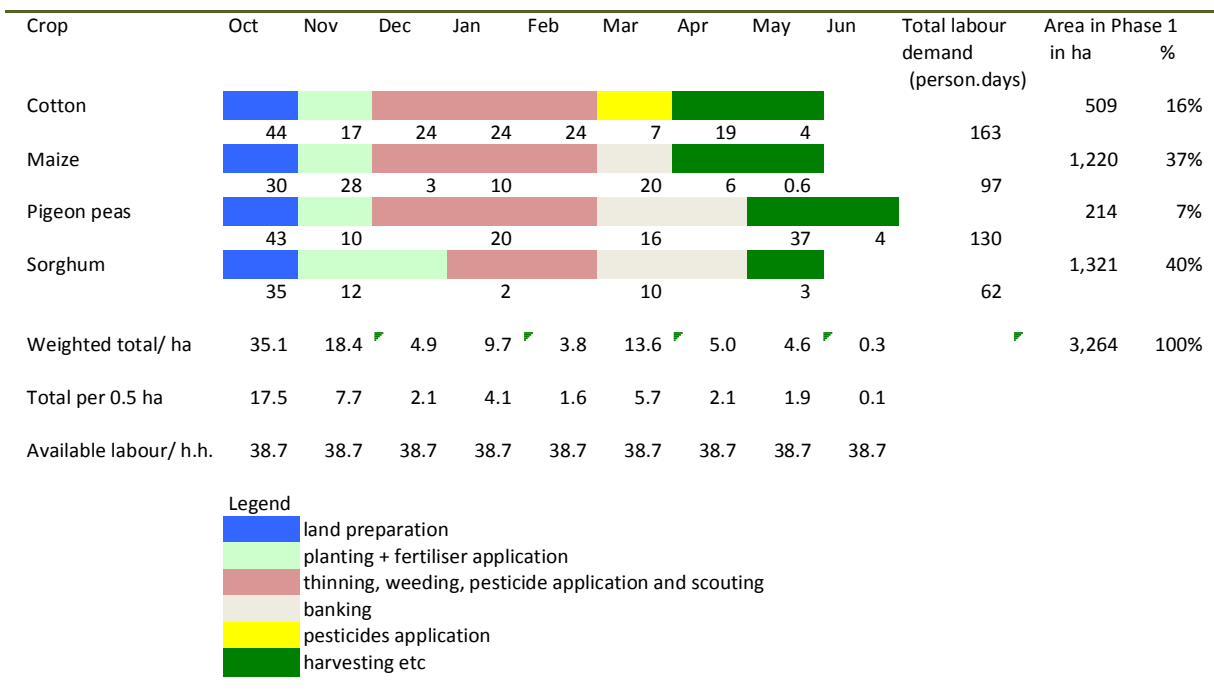 Crop Oct Nov Dec Jan Feb Mar Apr May Jun Total labour Area in Phase 1
demand in ha %
(person.days)
Cotton 509 16%
44 17 24 24 24 7 19 4 163
Maize 1,220 37%
30 28 3 10 20 6 0.6 97
Pigeon peas 214 7%
43 10 20 16 37 4 130
Sorghum 1,321 40%
35 12 2 10 3 62
Weighted total/ ha 35.1 18.4 4.9 9.7 3.8 13.6 5.0 4.6 0.3 3,264 100%
Total per 0.5 ha 17.5 7.7 2.1 4.1 1.6 5.7 2.1 1.9 0.1
Available labour/ h.h. 38.7 38.7 38.7 38.7 38.7 38.7 38.7 38.7 38.7
Legend
land preparation
planting + fertiliser application
thinning, weeding, pesticide application and scouting
banking
pesticides application
harvesting etc